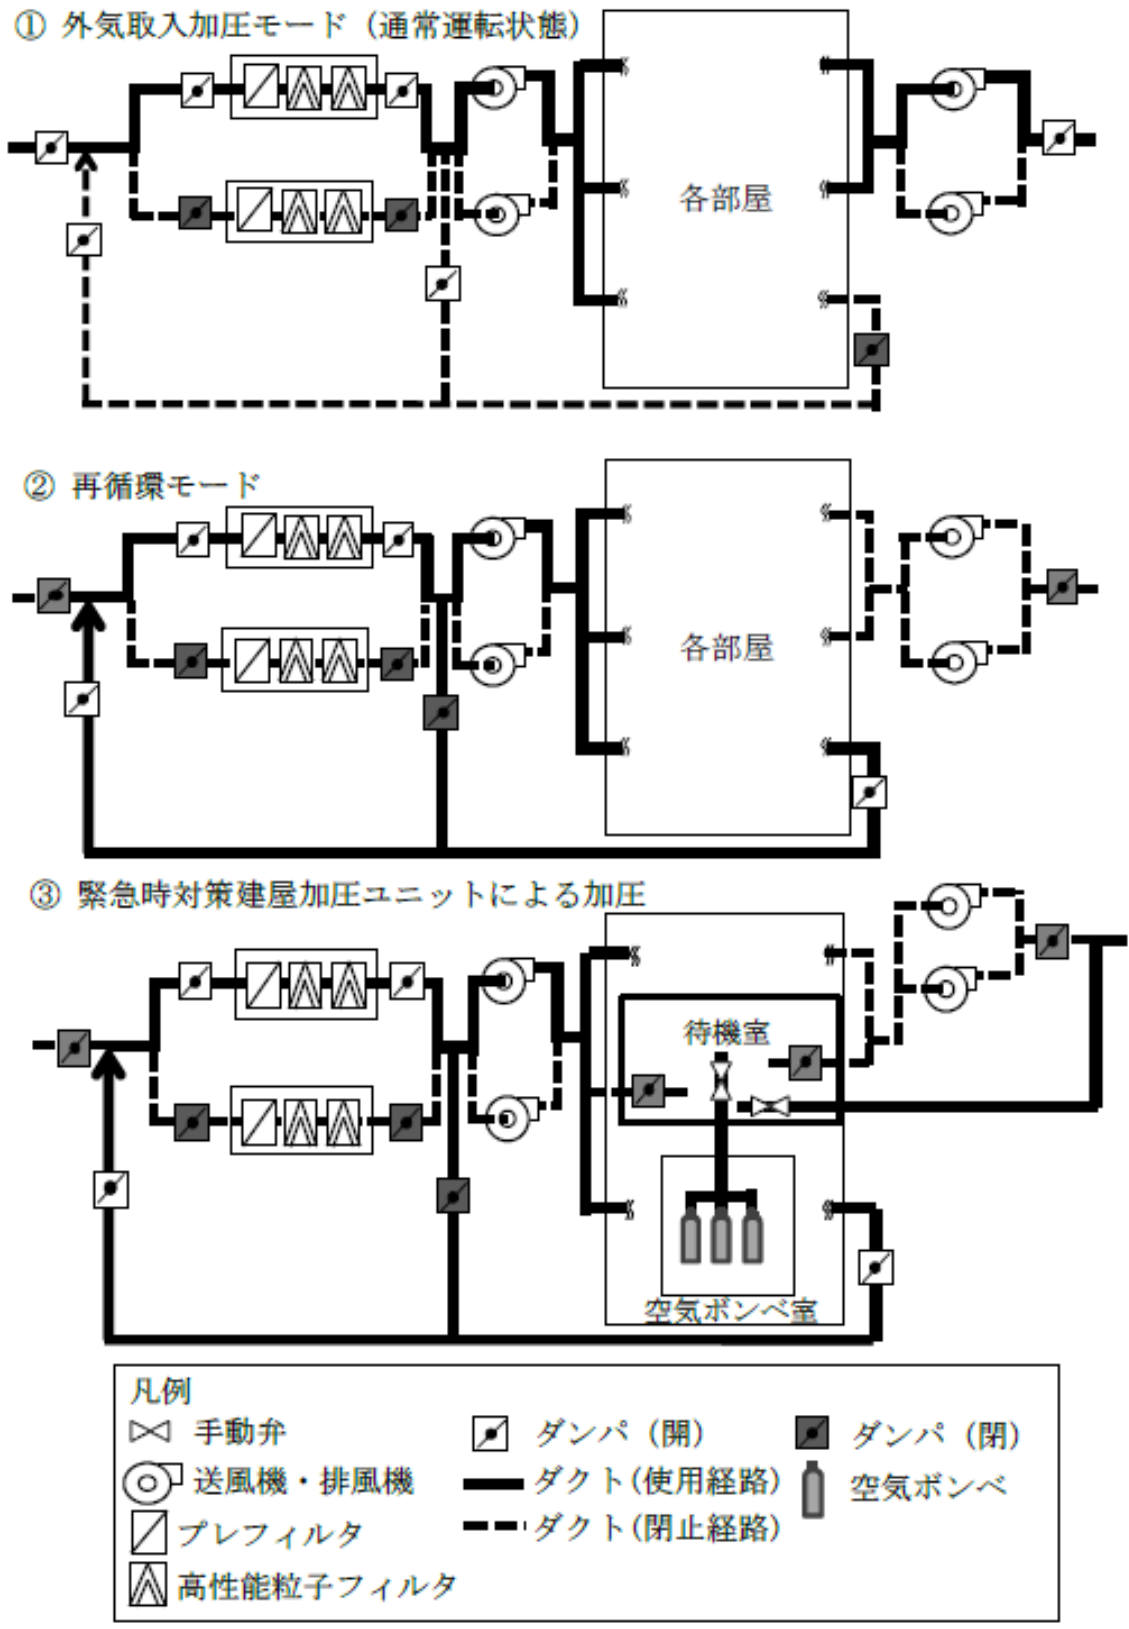 ① 外気取入加圧モード（通常運転状態）
各部屋
② 再循環モード
各部屋
③ 緊急時対策建屋加圧ユニットによる加圧
待機室
空気ボンベ室
凡例
手動弁
ダンパ（開）
ダンパ（閉）
送風機・排風機
ダクト(使用経路)
空気ボンベ
プレフィルタ
ダクト(閉止経路)
高性能粒子フィルタ